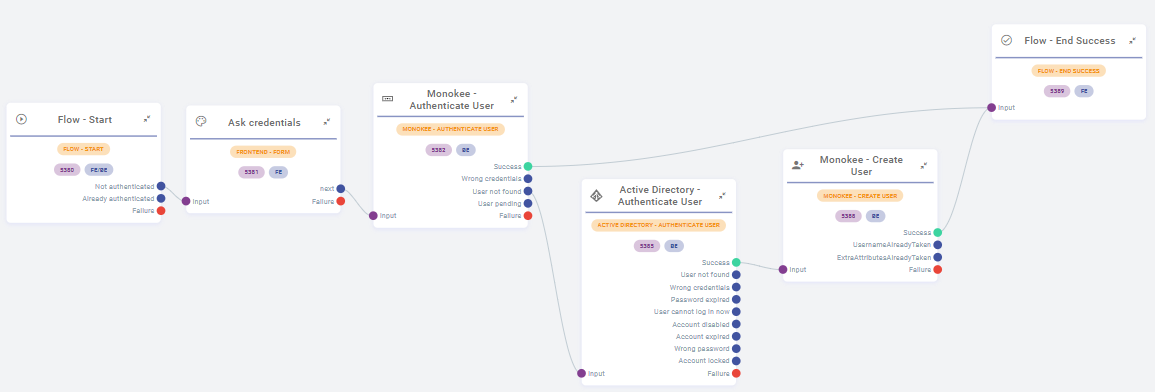 Flow - Start
FLOW - START
5380 FE/BE
Not authenticated
Already authenticated
Failure
Ask credentials
FRONTEND - FORM
5381 FE
next
Input
Failure
Monokee -
Authenticate User
MONOKEE - AUTHENTICATE USER
5382 BE
Success
Wrong credentials
User not found
User pending
Input
Failure
Active Directory -
Authenticate User
ACTIVE DIRECTORY - AUTHENTICATE USER
5385 BE
Success
User not found
Wrong credentials
Password expired
User cannot log in now
Account disabled
Account expired
Wrong password
Account locked
Input
Failure
Monokee - Create
User
MONOKEE - CREATE USER
5388 BE
Success
UsernameAlreadyTaken
ExtraAttributesAlreadyTaken
Input
Failure
Flow - End Success
FLOW - END SUCCESS
5389 FE
Input